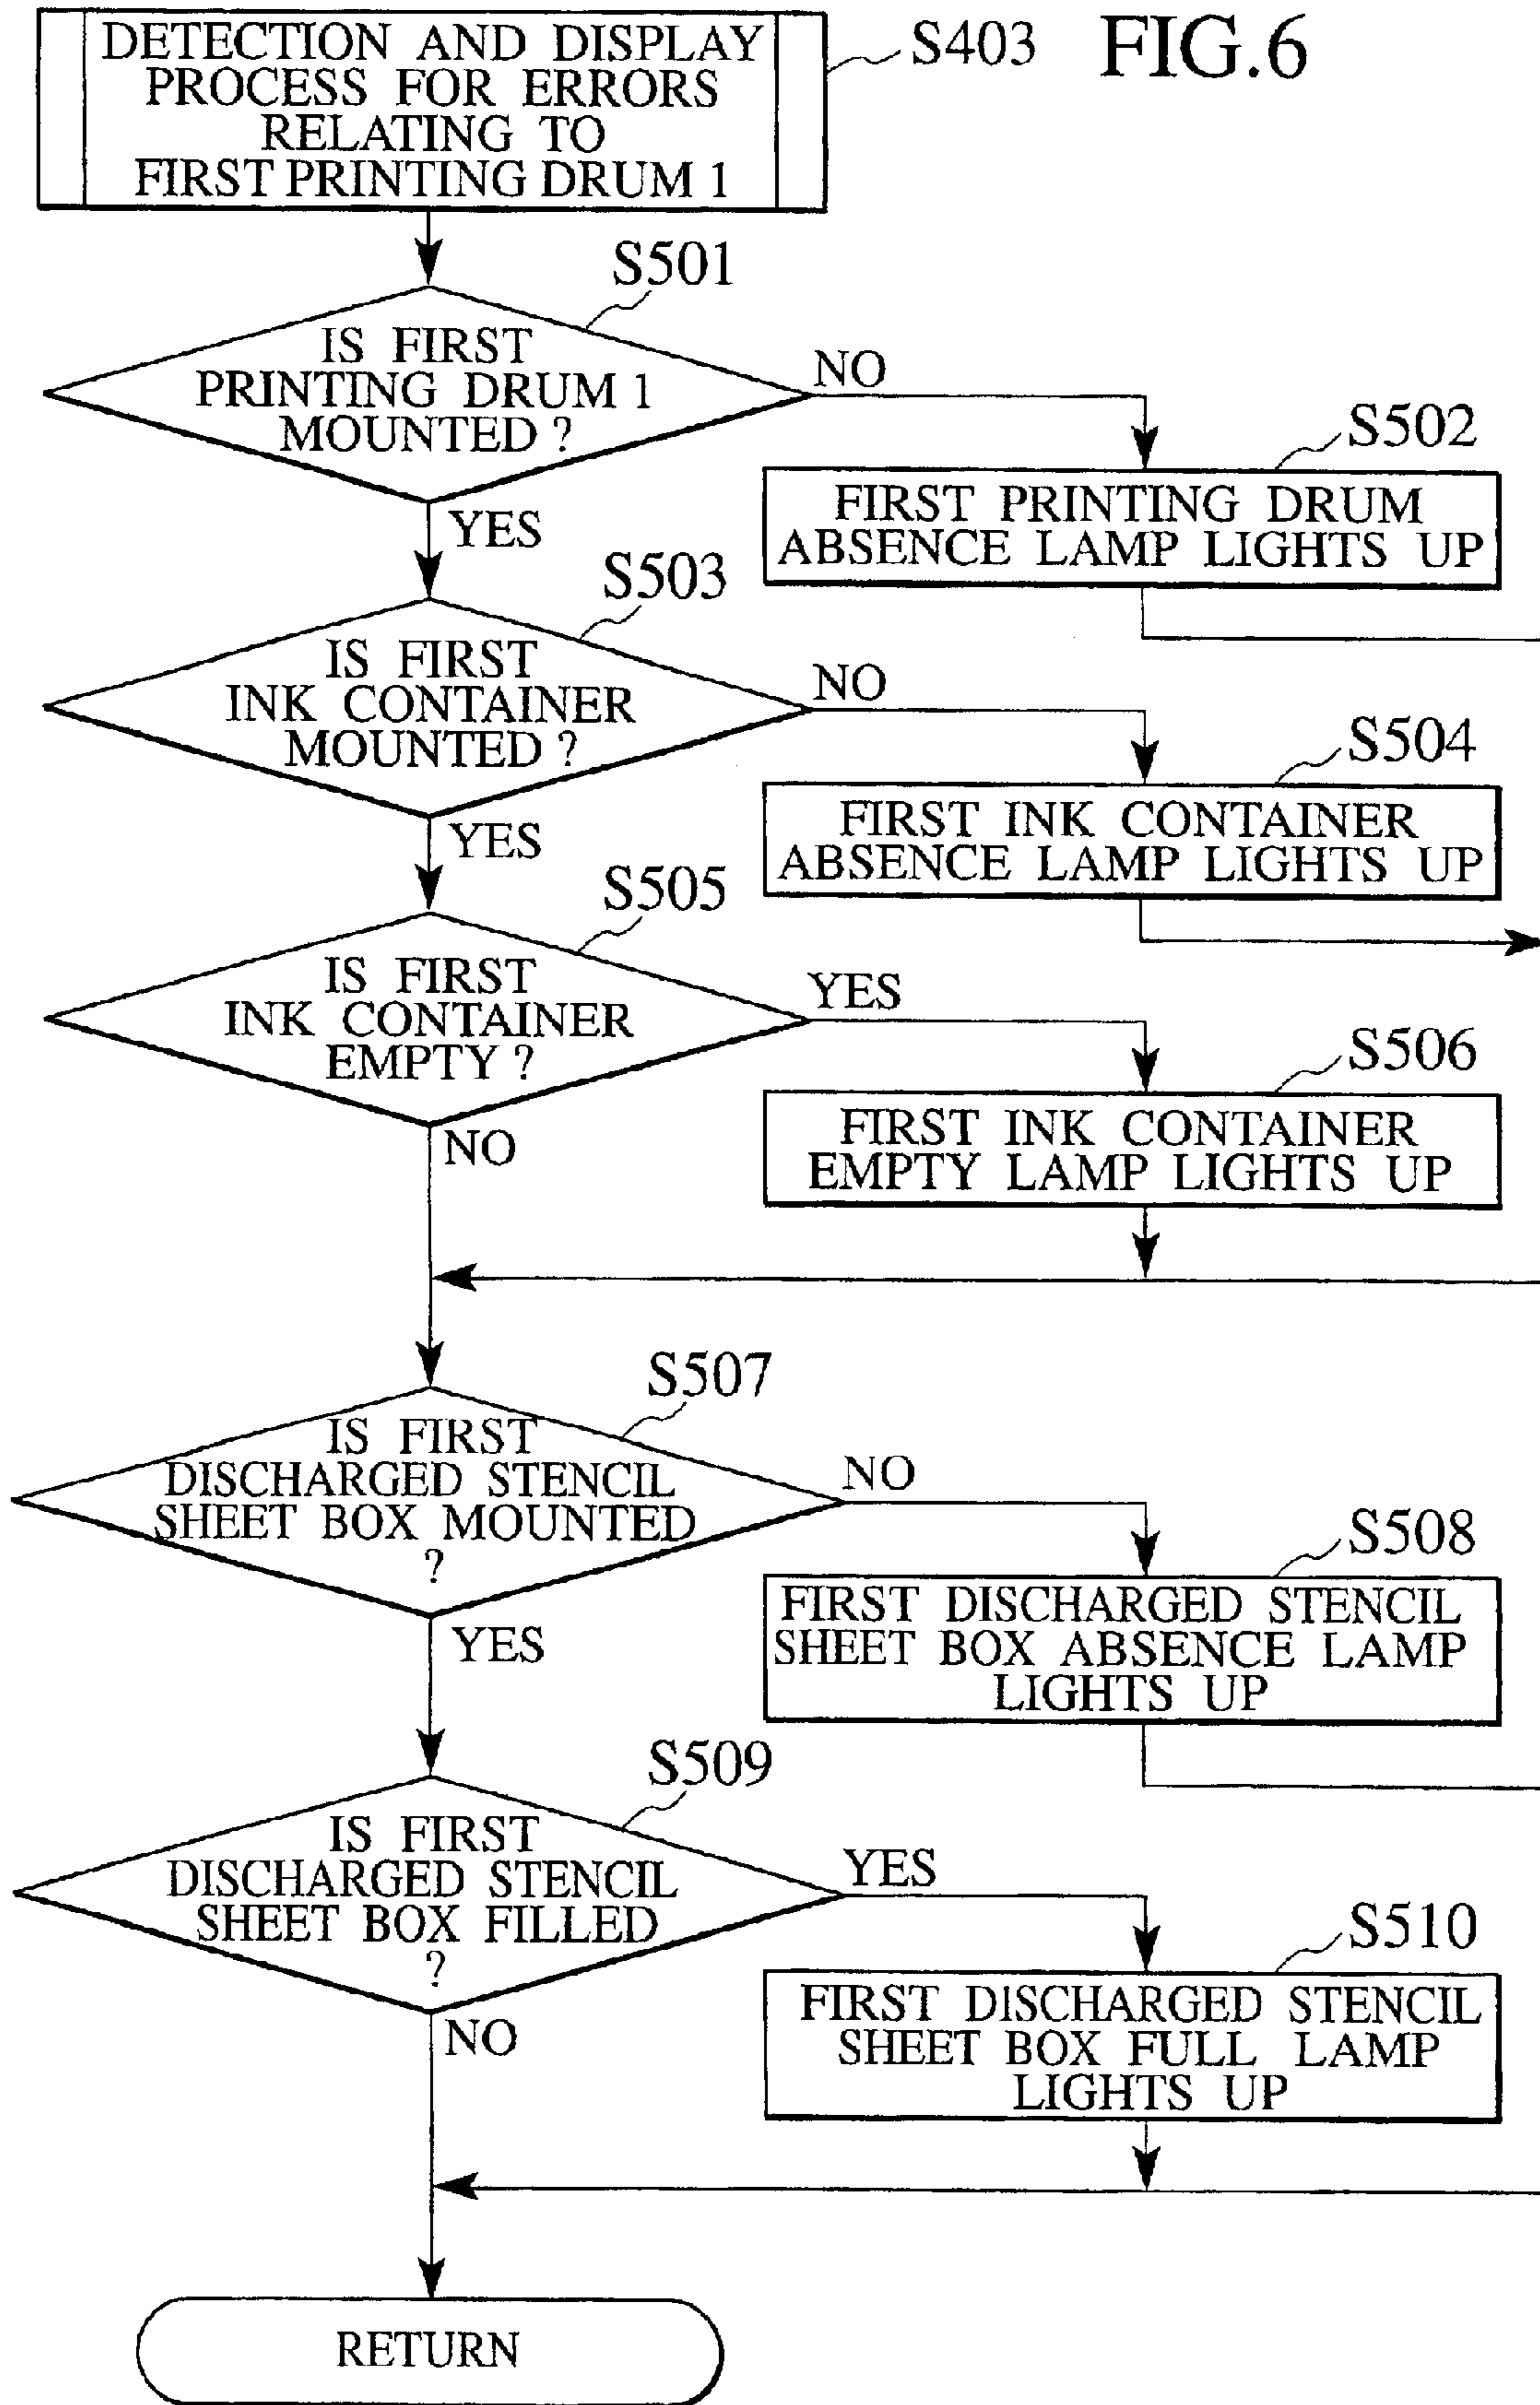 FIG.6
DETECTION AND DISPLAY
PROCESS FOR ERRORS
RELATING TO
FIRST PRINTING DRUM 1
S403
S501
IS FIRST
PRINTING DRUM 1
MOUNTED ?
NO
YES
S502
FIRST PRINTING DRUM
ABSENCE LAMP LIGHTS UP
S503
IS FIRST
INK CONTAINER
MOUNTED ?
NO
YES
S504
FIRST INK CONTAINER
ABSENCE LAMP LIGHTS UP
S505
IS FIRST
INK CONTAINER
EMPTY ?
YES
NO
S506
FIRST INK CONTAINER
EMPTY LAMP LIGHTS UP
S507
IS FIRST
DISCHARGED STENCIL
SHEET BOX MOUNTED
?
NO
YES
S508
FIRST DISCHARGED STENCIL
SHEET BOX ABSENCE LAMP
LIGHTS UP
S509
IS FIRST
DISCHARGED STENCIL
SHEET BOX FILLED
?
YES
NO
S510
FIRST DISCHARGED STENCIL
SHEET BOX FULL LAMP
LIGHTS UP
RETURN